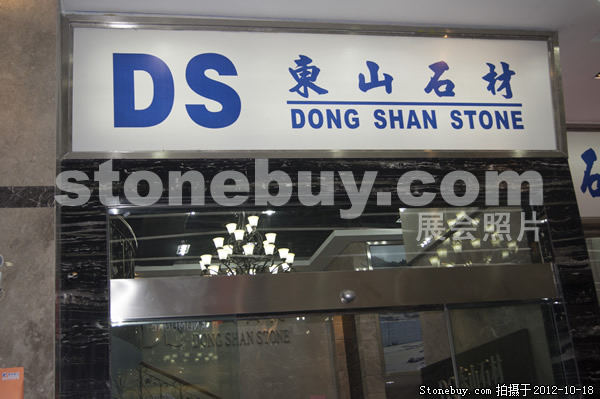 DS
東山石材
DONG SHAN STONE
石
stonebuy.com
展会照片
DONG SHAN STONE
Stonebuy.com 拍摄于2012-10-18